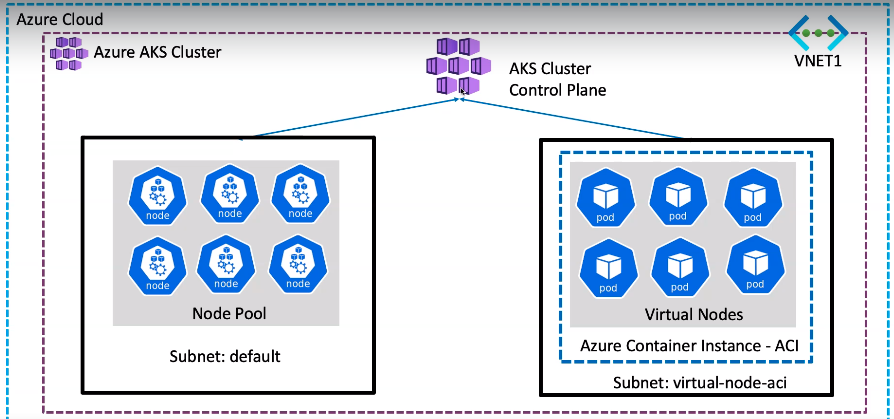 Azure Cloud
Azure AKS Cluster
AKS Cluster
Control Plane
VNET1
node
node
node
node
node
node
Node Pool
Subnet: default
pod
pod
pod
pod
pod
pod
Virtual Nodes
Azure Container Instance - ACI
Subnet: virtual-node-aci